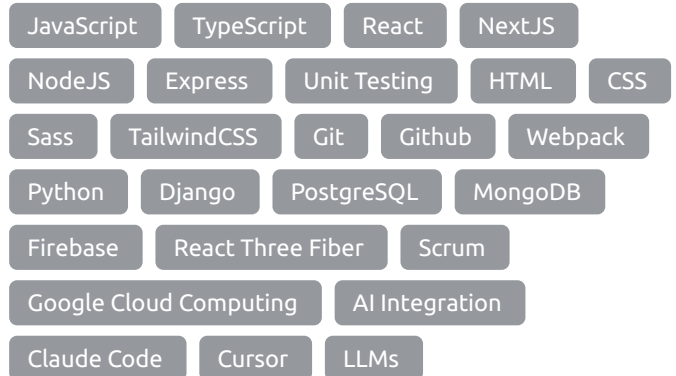 JavaScript TypeScript React NextJS
NodeJS Express Unit Testing HTML CSS
Sass TailwindCSS Git Github Webpack
Python Django PostgreSQL MongoDB
Firebase React Three Fiber Scrum
Google Cloud Computing AI Integration
Claude Code Cursor LLMs